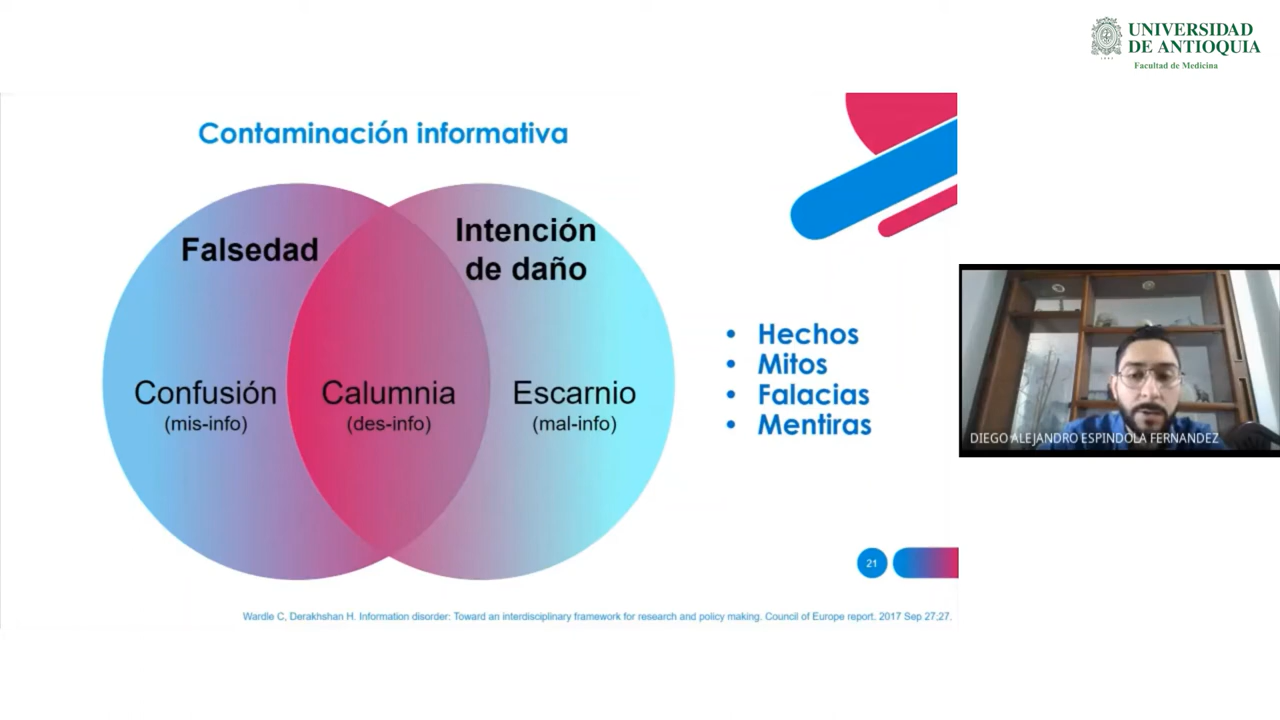 UNIVERSIDAD
DE ANTIOQUIA
Facultad de Medicina
Contaminación informativa
Falsedad
Intención
de daño
Confusión
(mis-info)
Calumnia
(des-info)
Escarnio
(mal-info)
• Hechos
• Mitos
• Falacias
• Mentiras
DIEGO ALEJANDRO ESPINDOLA FERNANDEZ
21
Wardle C, Derakhshan H. Information disorder: Toward an interdisciplinary framework for research and policy making. Council of Europe report. 2017 Sep 27:27.